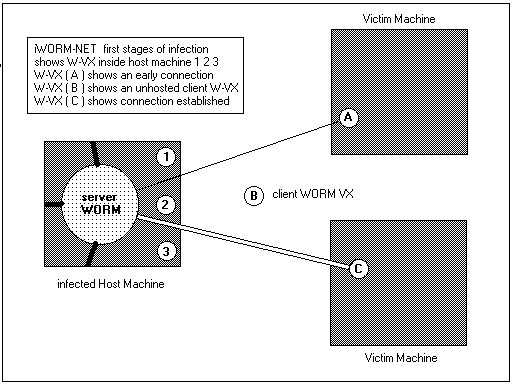 iWORM-NET first stages of infection
shows W-VX inside host machine 1 2 3
W-VX ( A ) shows an early connection
W-VX ( B ) shows an unhosted client W-VX
W-VX ( C ) shows connection established
Victim Machine
A
1
server
WORM
2
3
B client WORM VX
C
infected Host Machine
Victim Machine